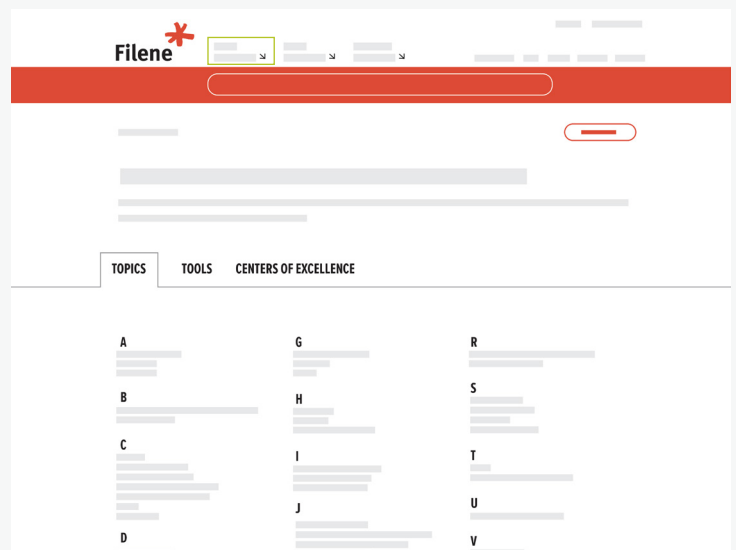 Filene
TOPICS TOOLS CENTERS OF EXCELLENCE
A
B
C
D
G
H
I
J
R
S
T
U
V